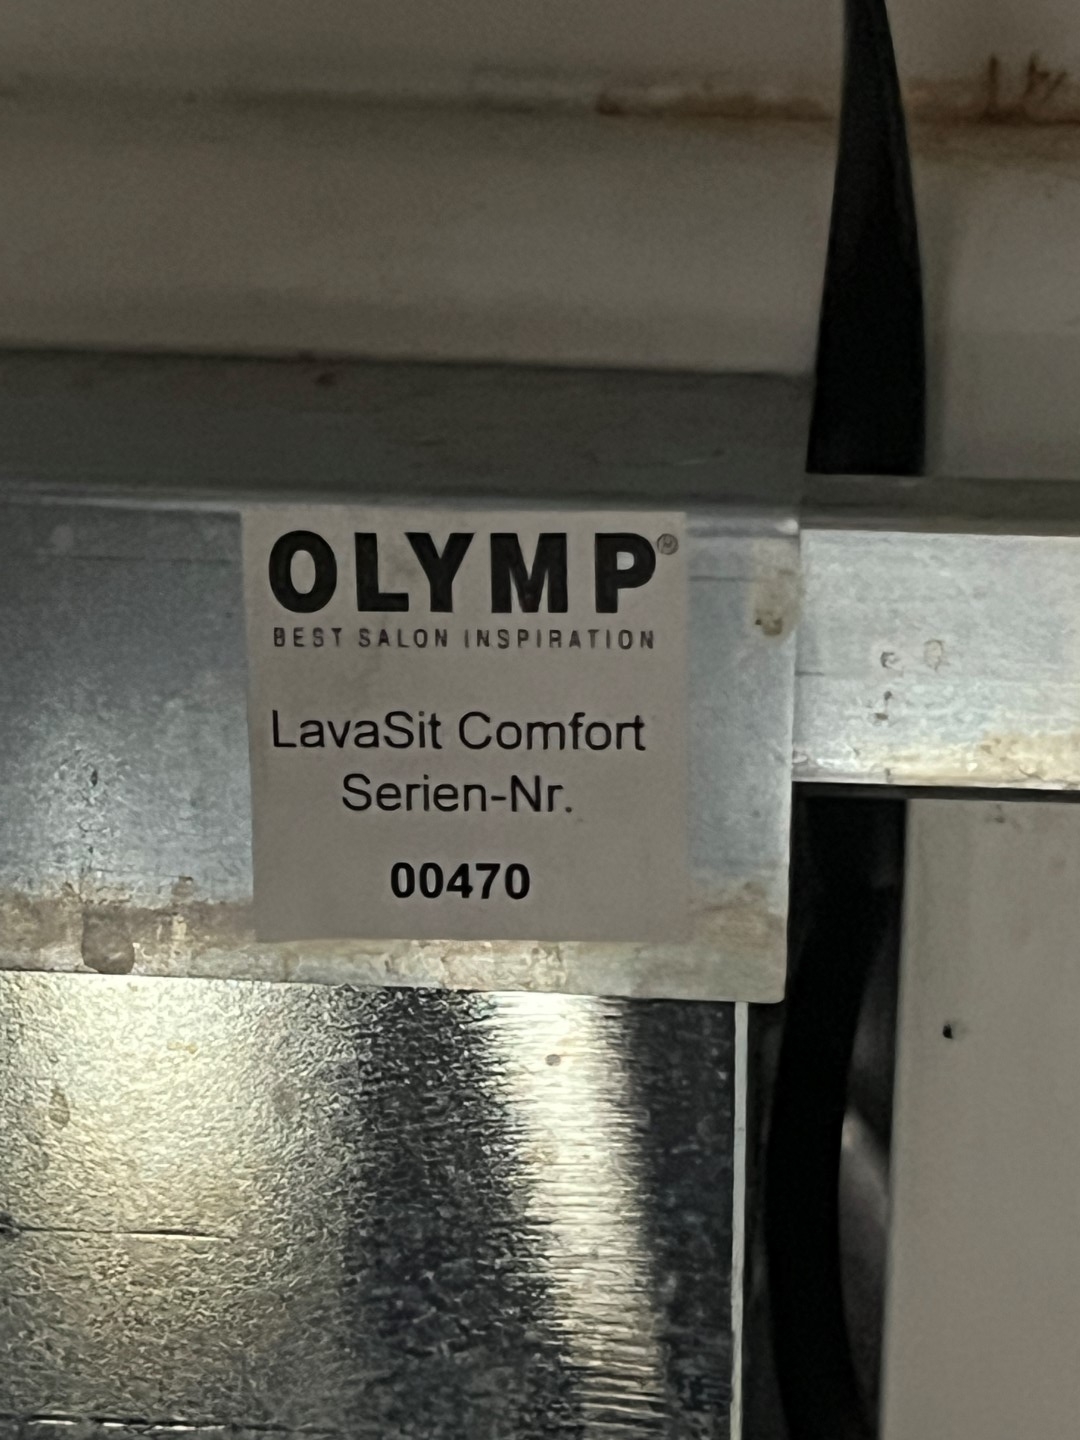 OLYMP®
BEST SALON INSPIRATION
LavaSit Comfort
Serien-Nr.
00470